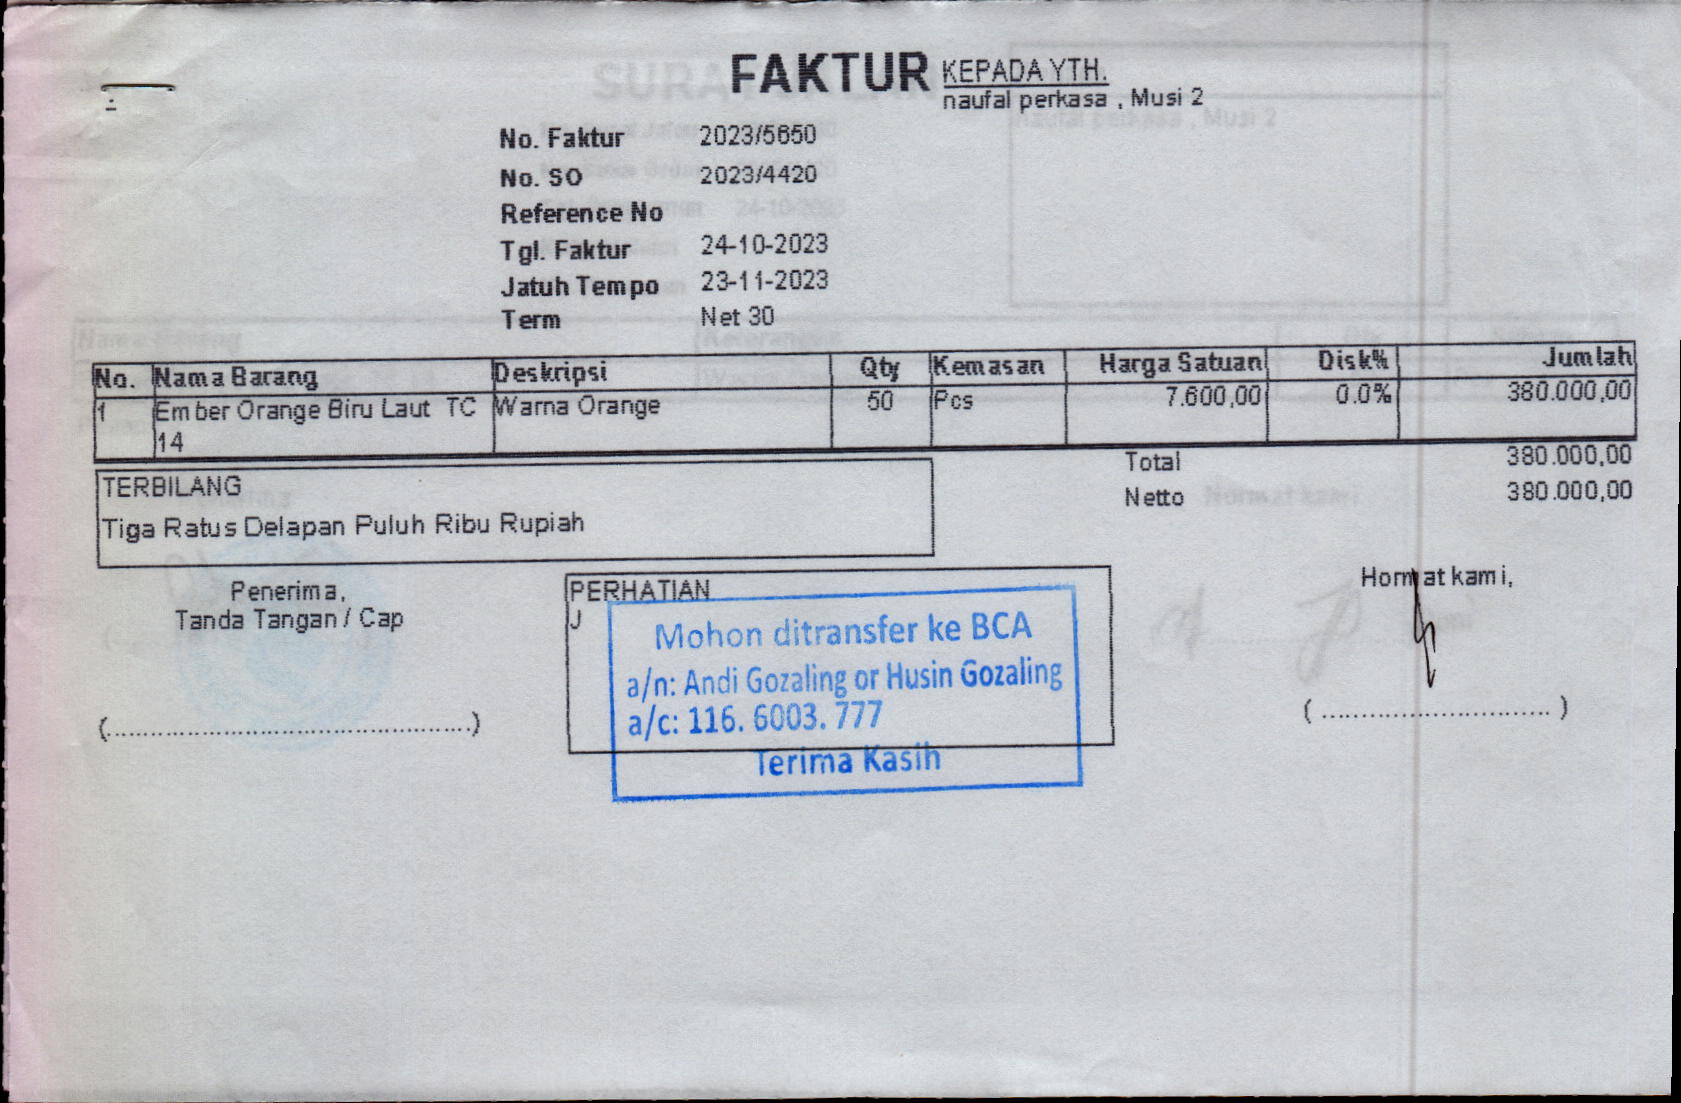 FAKTUR
KEPADA YTH.
naufal perkasa , Musi 2
No. Faktur 2023/5650
No. SO 2023/4420
Reference No
Tgl. Faktur 24-10-2023
Jatuh Tempo 23-11-2023
Term Net 30
No. Nama Barang Deskripsi Qty Kemasan Harga Satuan Disk% Jumlah
1 Ember Orange Biru Laut TC Warna Orange 50 Pcs 7.600,00 0.0% 380.000,00
14
Total 380.000,00
Netto 380.000,00
TERBILANG
Tiga Ratus Delapan Puluh Ribu Rupiah
Penerima,
Tanda Tangan / Cap
(................................................)
PERHATIAN
J
Mohon ditransfer ke BCA
a/n: Andi Gozaling or Husin Gozaling
a/c: 116. 6003. 777
Terima Kasih
Hormat kami,
( ............................. )